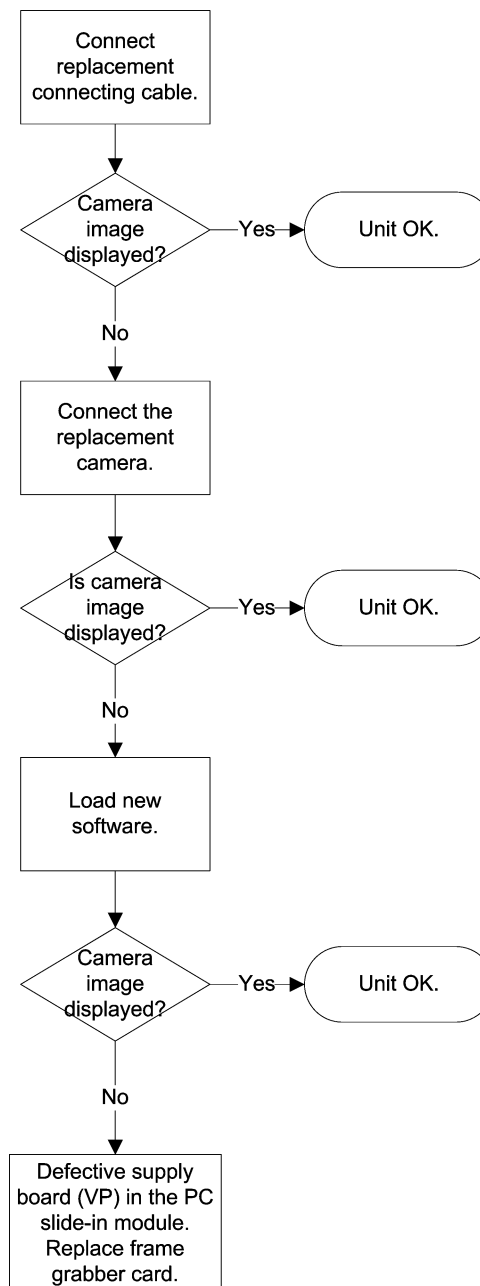 Connect
replacement
connecting cable.
Camera
image
displayed?
Yes
Unit OK.
No
Connect the
replacement
camera.
Is camera
image
displayed?
Yes
Unit OK.
No
Load new
software.
Camera
image
displayed?
Yes
Unit OK.
No
Defective supply
board (VP) in the PC
slide-in module.
Replace frame
grabber card.